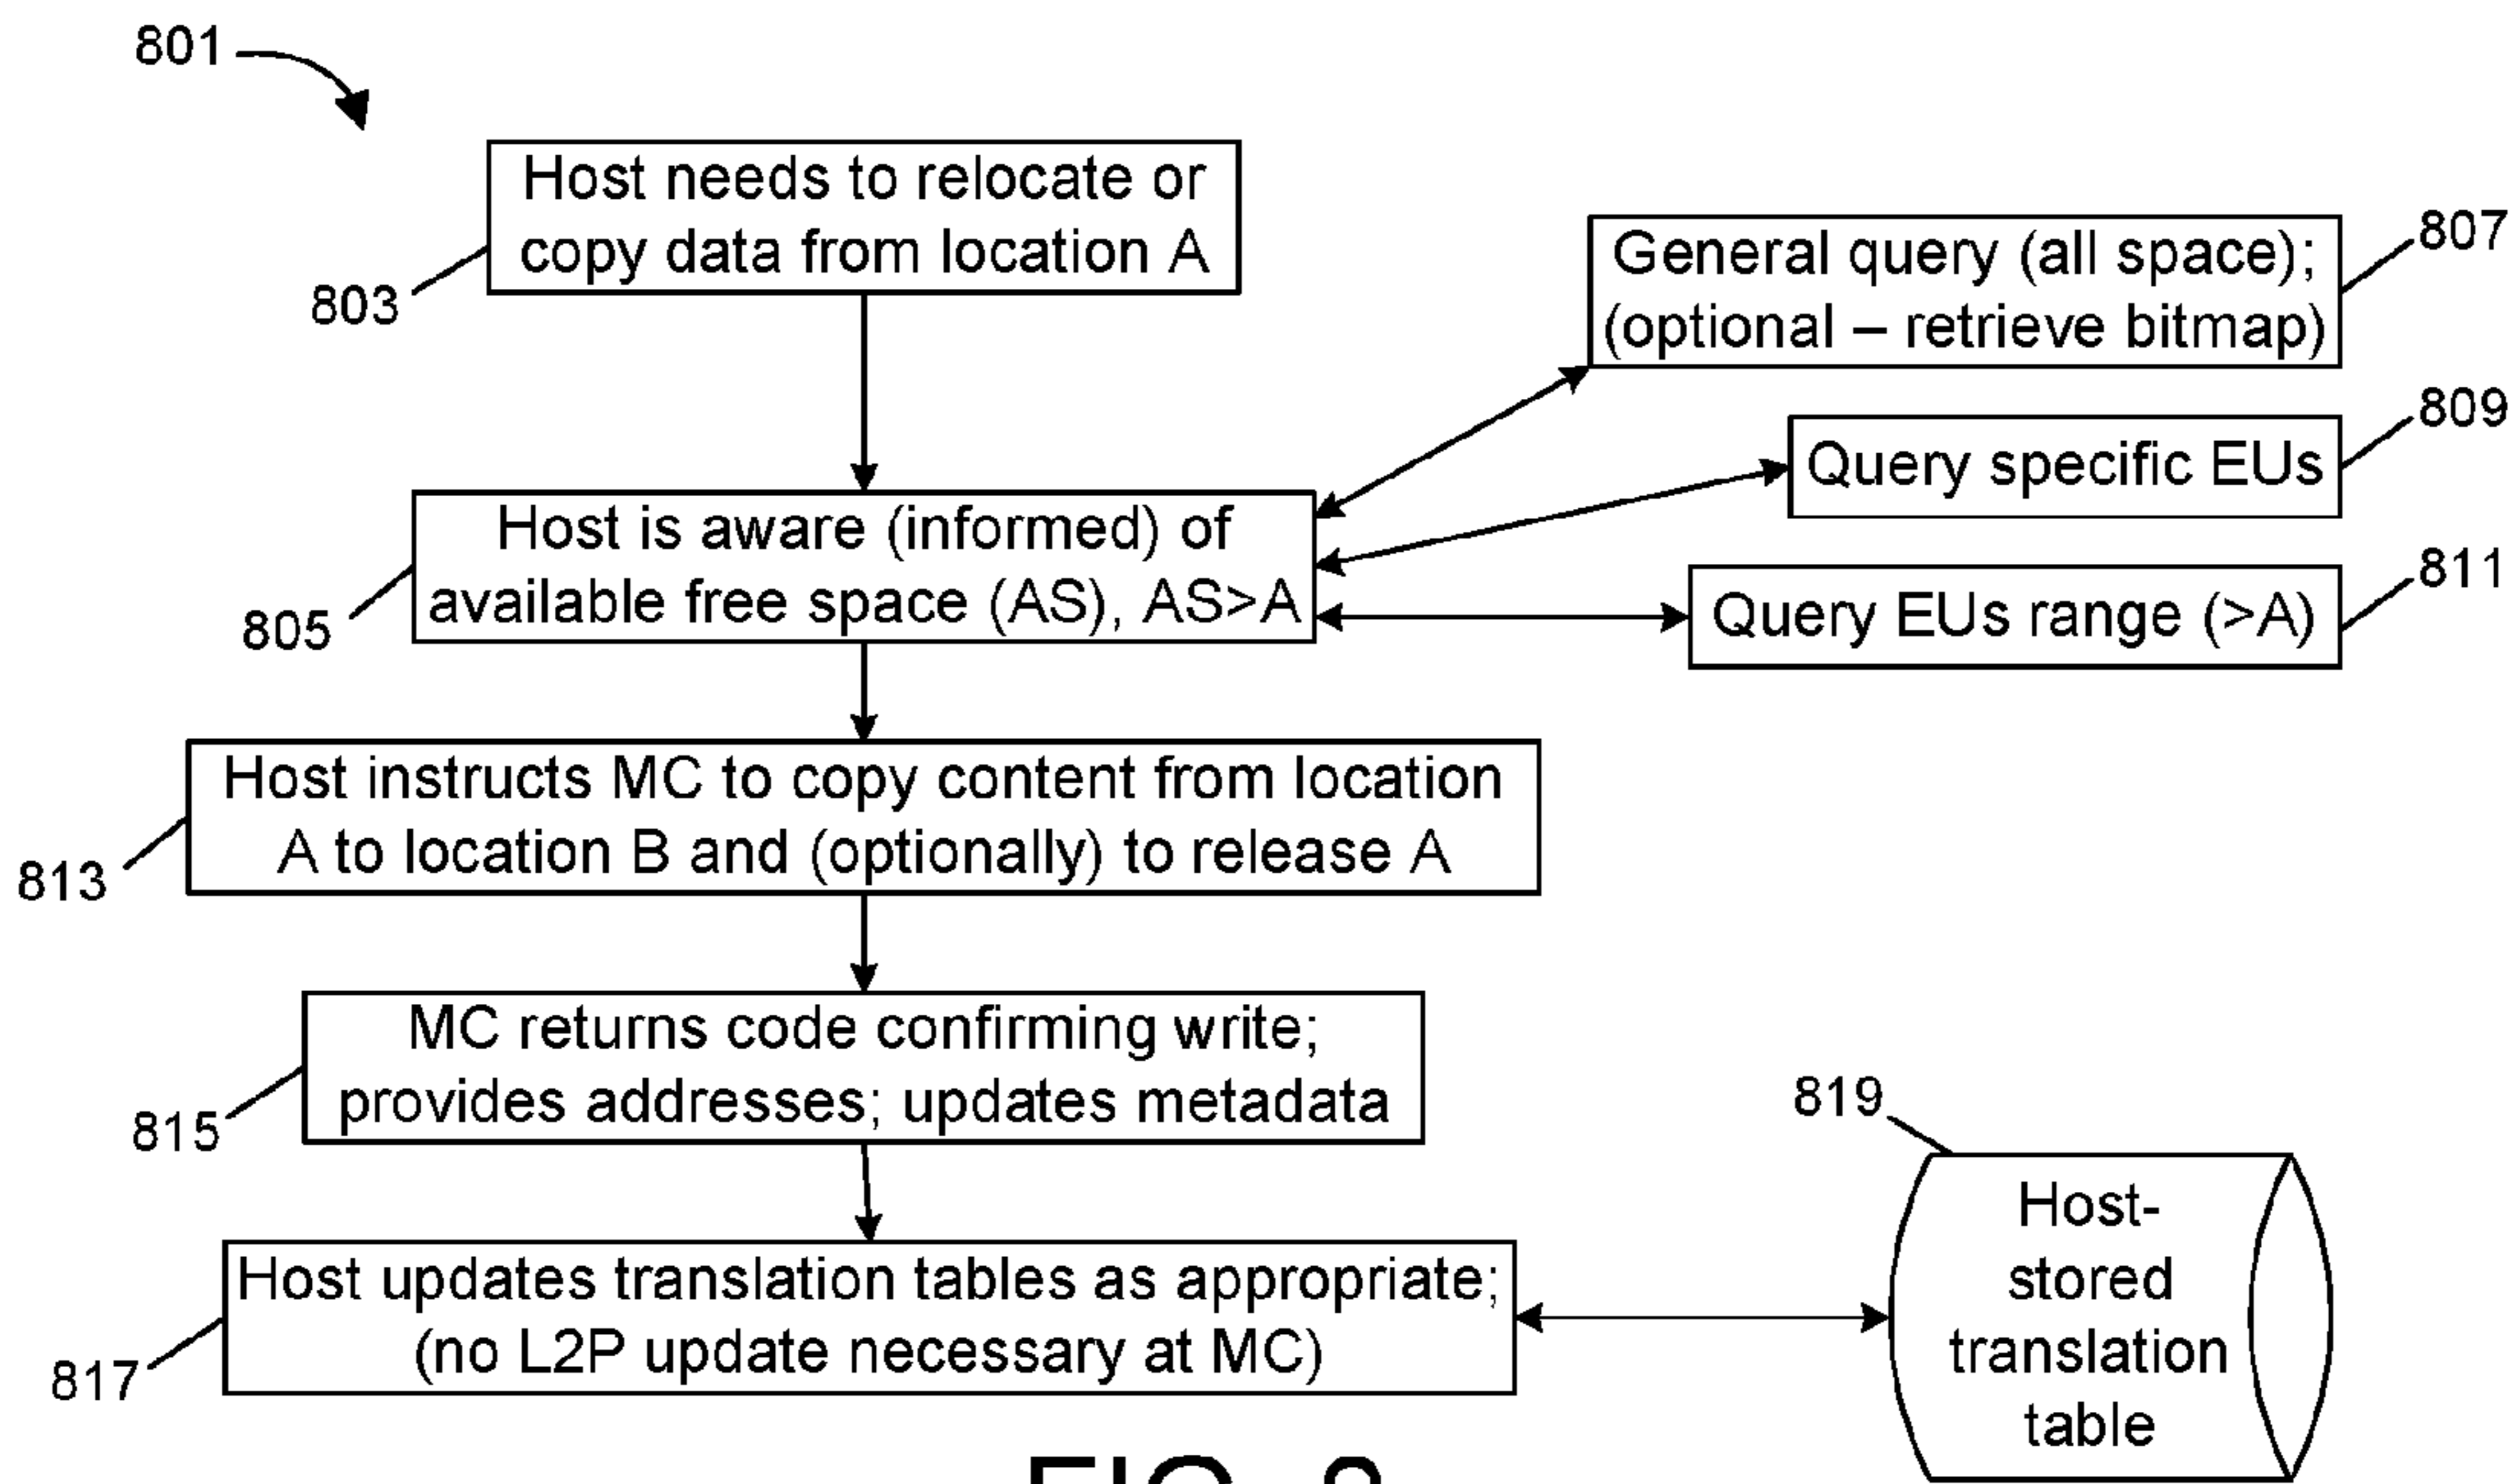 801
Host needs to relocate or
copy data from location A
803
General query (all space);
(optional – retrieve bitmap)
807
Query specific EUs
809
Host is aware (informed) of
available free space (AS), AS>A
805
Query EUs range (>A)
811
Host instructs MC to copy content from location
A to location B and (optionally) to release A
813
MC returns code confirming write;
provides addresses; updates metadata
815
819
Host updates translation tables as appropriate;
(no L2P update necessary at MC)
817
Host-
stored
translation
table